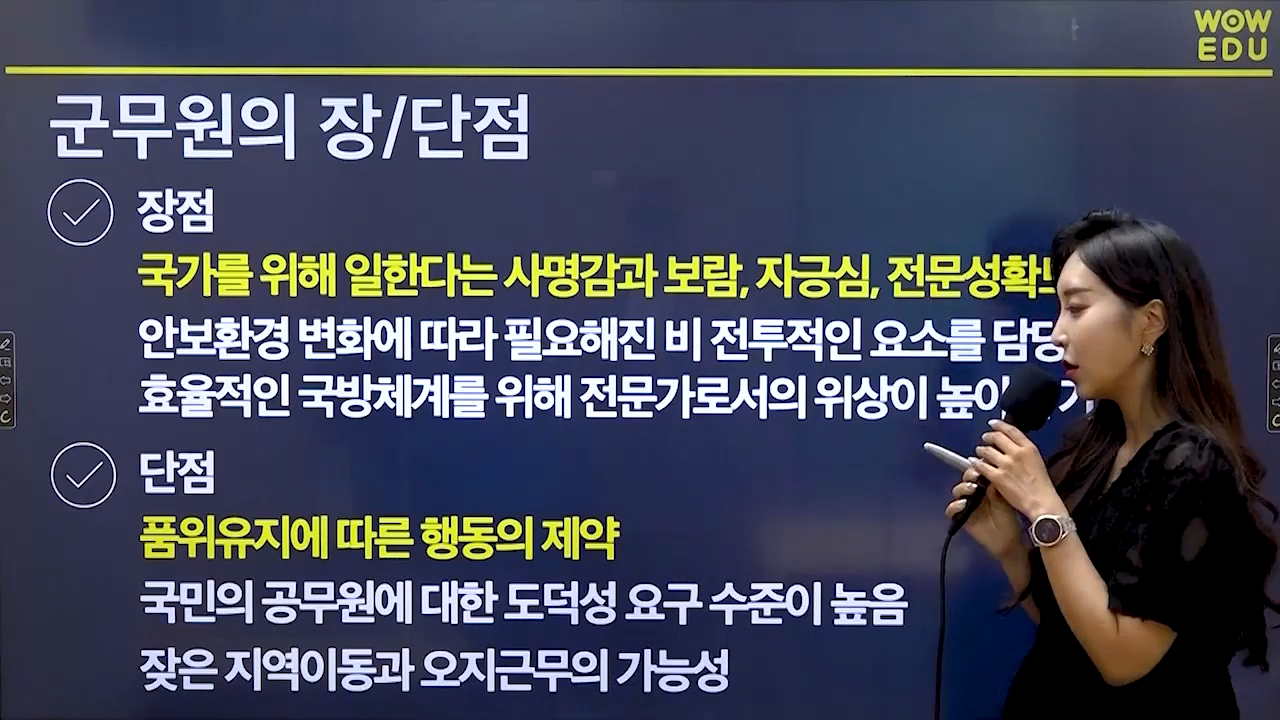 WOW
EDU
군무원의 장/단점
장점
국가를 위해 일한다는 사명감과 보람, 자긍심,
안보환경 변화에 따라 필요해진 비 전투적인 요소를 담당
효율적인 국방체계를 위해 전문가로서의 위상이
단점
품위유지에 따른 행동의 제약
국민의 공무원에 대한 도덕성 요구 수준이 높음
잦은 지역이동과 오지근무의 가능성